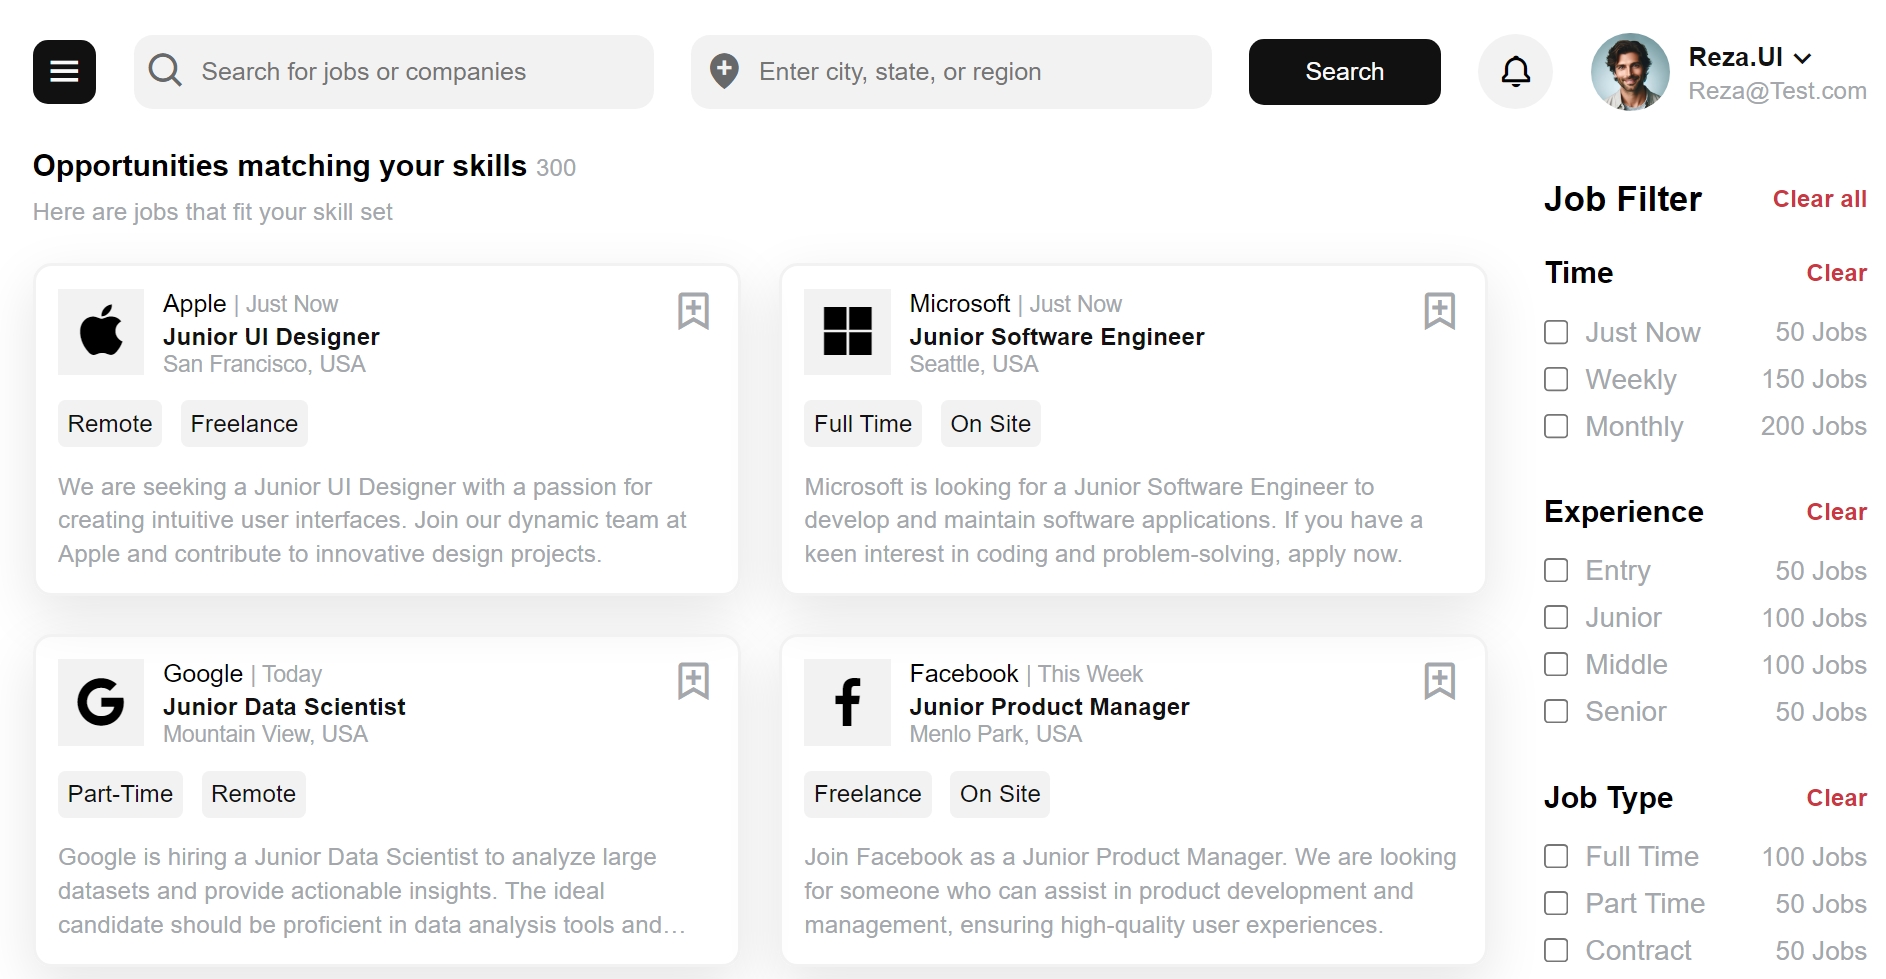 Search for jobs or companies
Enter city, state, or region
Search
Reza.UI
Reza@Test.com
Opportunities matching your skills 300
Here are jobs that fit your skill set
Apple | Just Now
Junior UI Designer
San Francisco, USA
Remote Freelance
We are seeking a Junior UI Designer with a passion for
creating intuitive user interfaces. Join our dynamic team at
Apple and contribute to innovative design projects.
Microsoft | Just Now
Junior Software Engineer
Seattle, USA
Full Time On Site
Microsoft is looking for a Junior Software Engineer to
develop and maintain software applications. If you have a
keen interest in coding and problem-solving, apply now.
Google | Today
Junior Data Scientist
Mountain View, USA
Part-Time Remote
Google is hiring a Junior Data Scientist to analyze large
datasets and provide actionable insights. The ideal
candidate should be proficient in data analysis tools and…
Facebook | This Week
Junior Product Manager
Menlo Park, USA
Freelance On Site
Join Facebook as a Junior Product Manager. We are looking
for someone who can assist in product development and
management, ensuring high-quality user experiences.
Job Filter Clear all
Time Clear
Just Now 50 Jobs
Weekly 150 Jobs
Monthly 200 Jobs
Experience Clear
Entry 50 Jobs
Junior 100 Jobs
Middle 100 Jobs
Senior 50 Jobs
Job Type Clear
Full Time 100 Jobs
Part Time 50 Jobs
Contract 50 Jobs